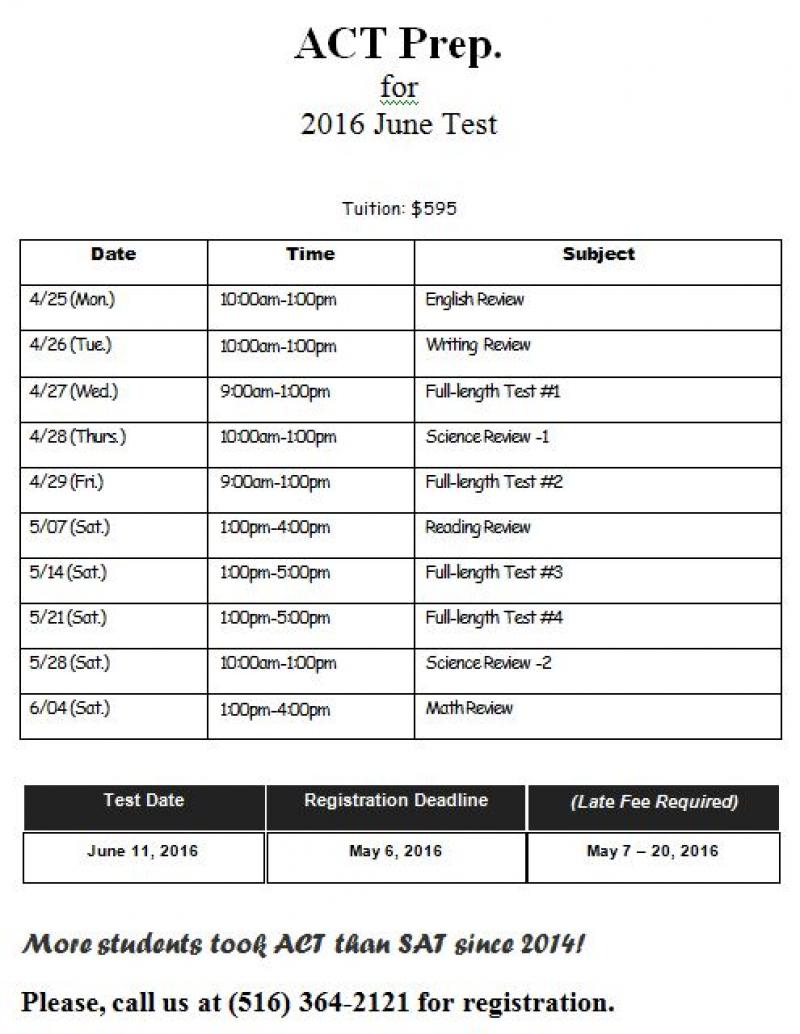 ACT Prep.
for
2016 June Test
Tuition: $595
Date Time Subject
4/25 (Mon.) 10:00am-1:00pm English Review
4/26 (Tue.) 10:00am-1:00pm Writing Review
4/27 (Wed.) 9:00am-1:00pm Full-length Test #1
4/28 (Thurs.) 10:00am-1:00pm Science Review -1
4/29 (Fri.) 9:00am-1:00pm Full-length Test #2
5/07 (Sat.) 1:00pm-4:00pm Reading Review
5/14 (Sat.) 1:00pm-5:00pm Full-length Test #3
5/21 (Sat.) 1:00pm-5:00pm Full-length Test #4
5/28 (Sat.) 10:00am-1:00pm Science Review -2
6/04 (Sat.) 1:00pm-4:00pm Math Review
Test Date Registration Deadline (Late Fee Required)
June 11, 2016 May 6, 2016 May 7 – 20, 2016
More students took ACT than SAT since 2014!
Please, call us at (516) 364-2121 for registration.